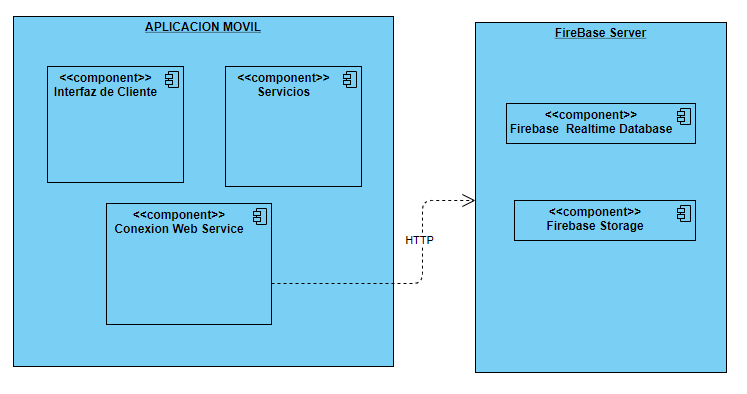 APLICACION MOVIL
<<component>>
Interfaz de Cliente
<<component>>
Servicios
<<component>>
Conexion Web Service
HTTP
FireBase Server
<<component>>
Firebase  Realtime Database
<<component>>
Firebase Storage